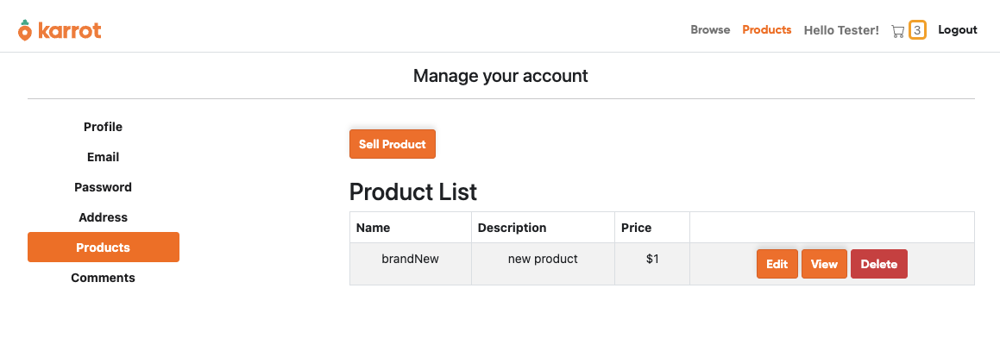 karrot
Browse Products Hello Tester! 3 Logout
Manage your account
Profile
Email
Password
Address
Products
Comments
Sell Product
Product List
Name Description Price
brandNew new product $1 Edit View Delete